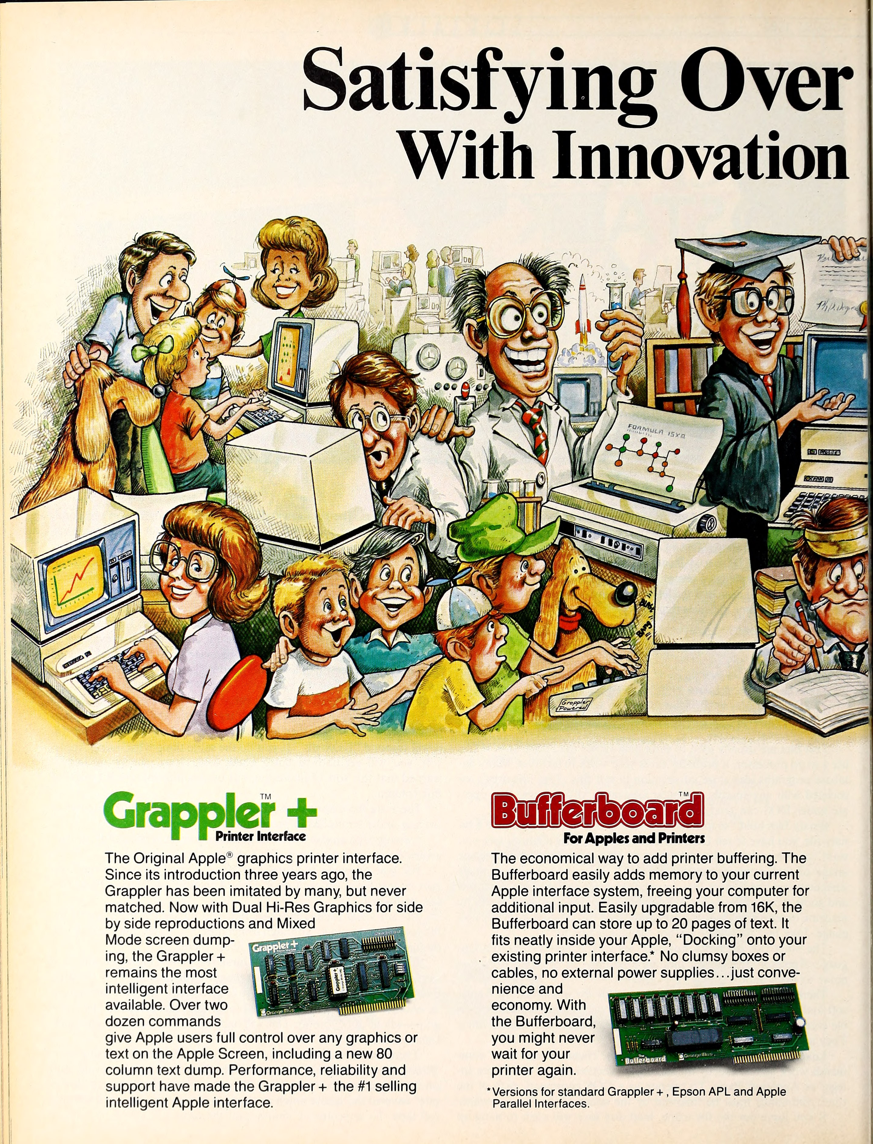 Satisfying Over
With Innovation
FORMULA 15XB
Grappler
Powered
Grappler™ +
Printer Interface
The Original Apple® graphics printer interface.
Since its introduction three years ago, the
Grappler has been imitated by many, but never
matched. Now with Dual Hi-Res Graphics for side
by side reproductions and Mixed
Mode screen dump-
ing, the Grappler +
remains the most
intelligent interface
available. Over two
dozen commands
give Apple users full control over any graphics or
text on the Apple Screen, including a new 80
column text dump. Performance, reliability and
support have made the Grappler + the #1 selling
intelligent Apple interface.
Grappler +
OrangeMicro
Bufferboard™
For Apples and Printers
The economical way to add printer buffering. The
Bufferboard easily adds memory to your current
Apple interface system, freeing your computer for
additional input. Easily upgradable from 16K, the
Bufferboard can store up to 20 pages of text. It
fits neatly inside your Apple, “Docking” onto your
existing printer interface.* No clumsy boxes or
cables, no external power supplies...just conve-
nience and
economy. With
the Bufferboard,
you might never
wait for your
printer again.
Bufferboard
OrangeMicro
*Versions for standard Grappler + , Epson APL and Apple
Parallel Interfaces.